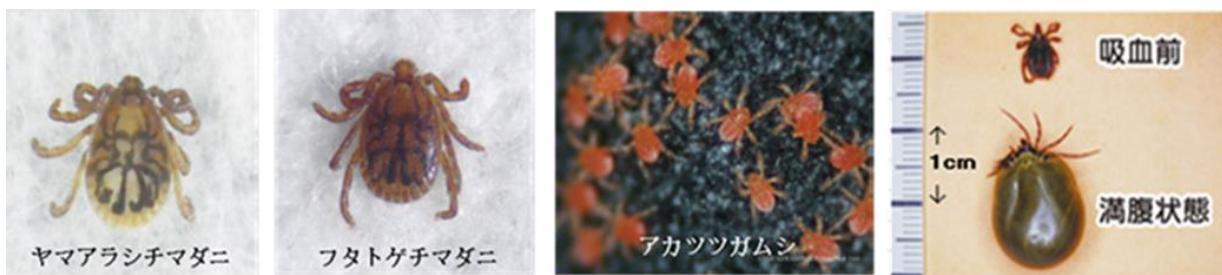 ヤマアラシチマダニ
フタトゲチマダニ
アカツツガムシ
吸血前
1cm
満腹状態